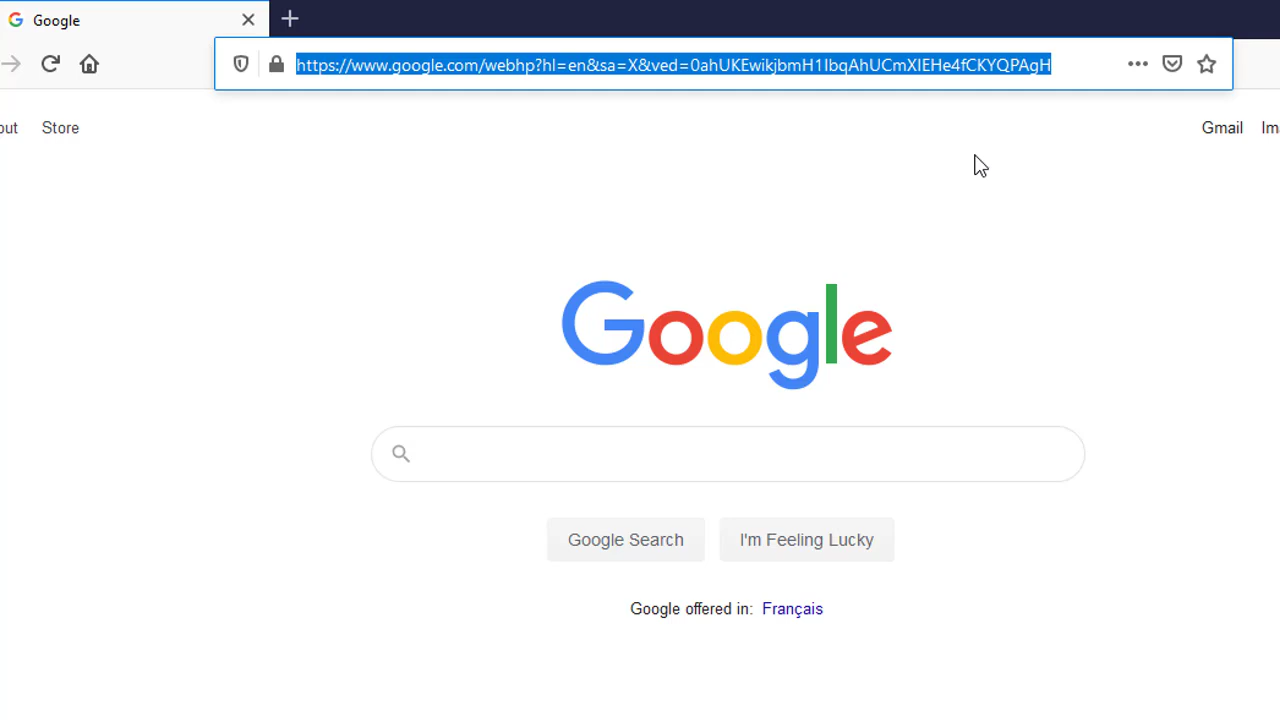 Google
https://www.google.com/webhp?hl=en&sa=X&ved=0ahUKEwikjbmH1IbqAhUCmXIEHe4fCKYQPAgH
out Store
Gmail Im
Google
Google Search I'm Feeling Lucky
Google offered in: Français